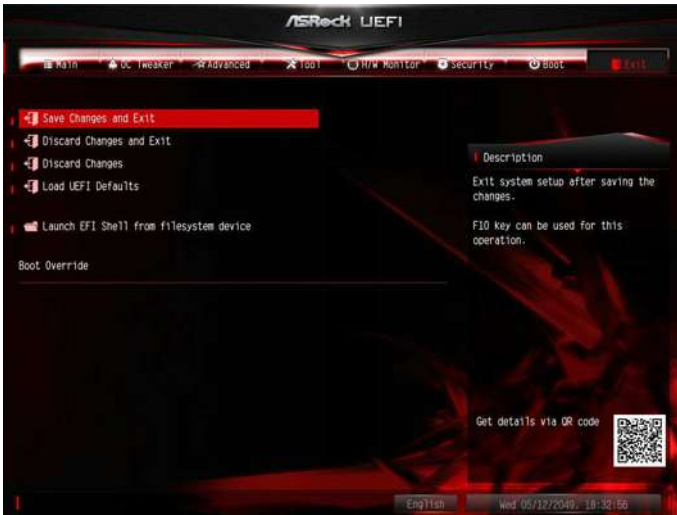 ASRock UEFI
Main OC Tweaker Advanced Tool H/W Monitor Security Boot Exit
Save Changes and Exit
Discard Changes and Exit
Discard Changes
Load UEFI Defaults
Launch EFI Shell from filesystem device
Boot Override
Description
Exit system setup after saving the
changes.
F10 key can be used for this
operation.
Get details via QR code
English Wed 05/12/2049, 18:32:56